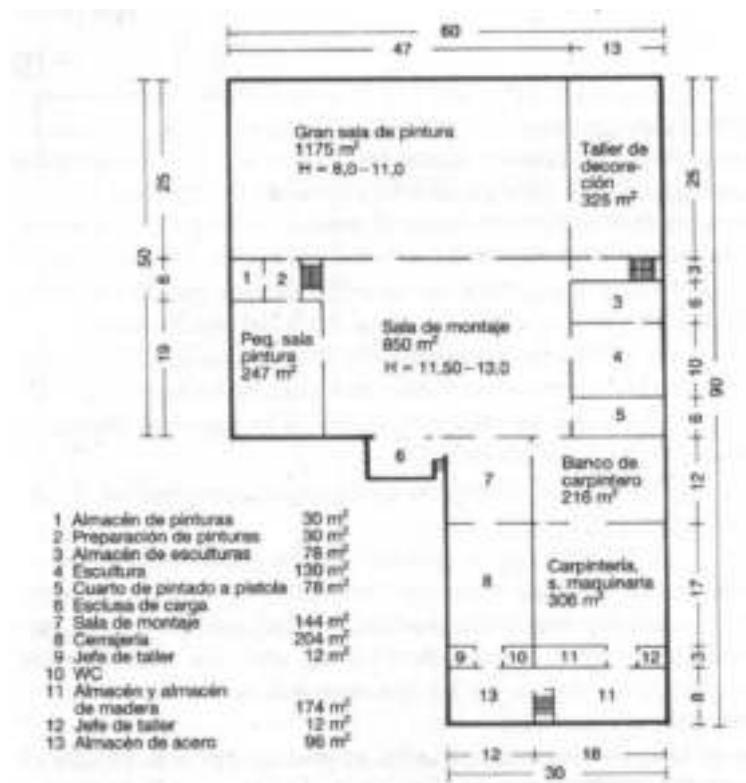 60
47 13
Gran sala de pintura
1175 m²
H = 8,0–11,0
Taller de
decora-
ción
325 m²
25
50
25
1 2
6
3
3
6
Peq. sala
pintura
247 m²
Sala de montaje
850 m²
H = 11,50–13,0
19
4
10
90
5
6
6
7
Banco de
carpintero
216 m²
12
8
Carpintería,
s. maquinaria
306 m²
17
9 10 11 12
3
13 11
8
12 18
30
1 Almacén de pinturas 30 m²
2 Preparación de pinturas 30 m²
3 Almacén de esculturas 78 m²
4 Escultura 130 m²
5 Cuarto de pintado a pistola 78 m²
6 Esclusa de carga
7 Sala de montaje 144 m²
8 Cerrajería 204 m²
9 Jefe de taller 12 m²
10 WC
11 Almacén y almacén
de madera 174 m²
12 Jefe de taller 12 m²
13 Almacén de acero 96 m²